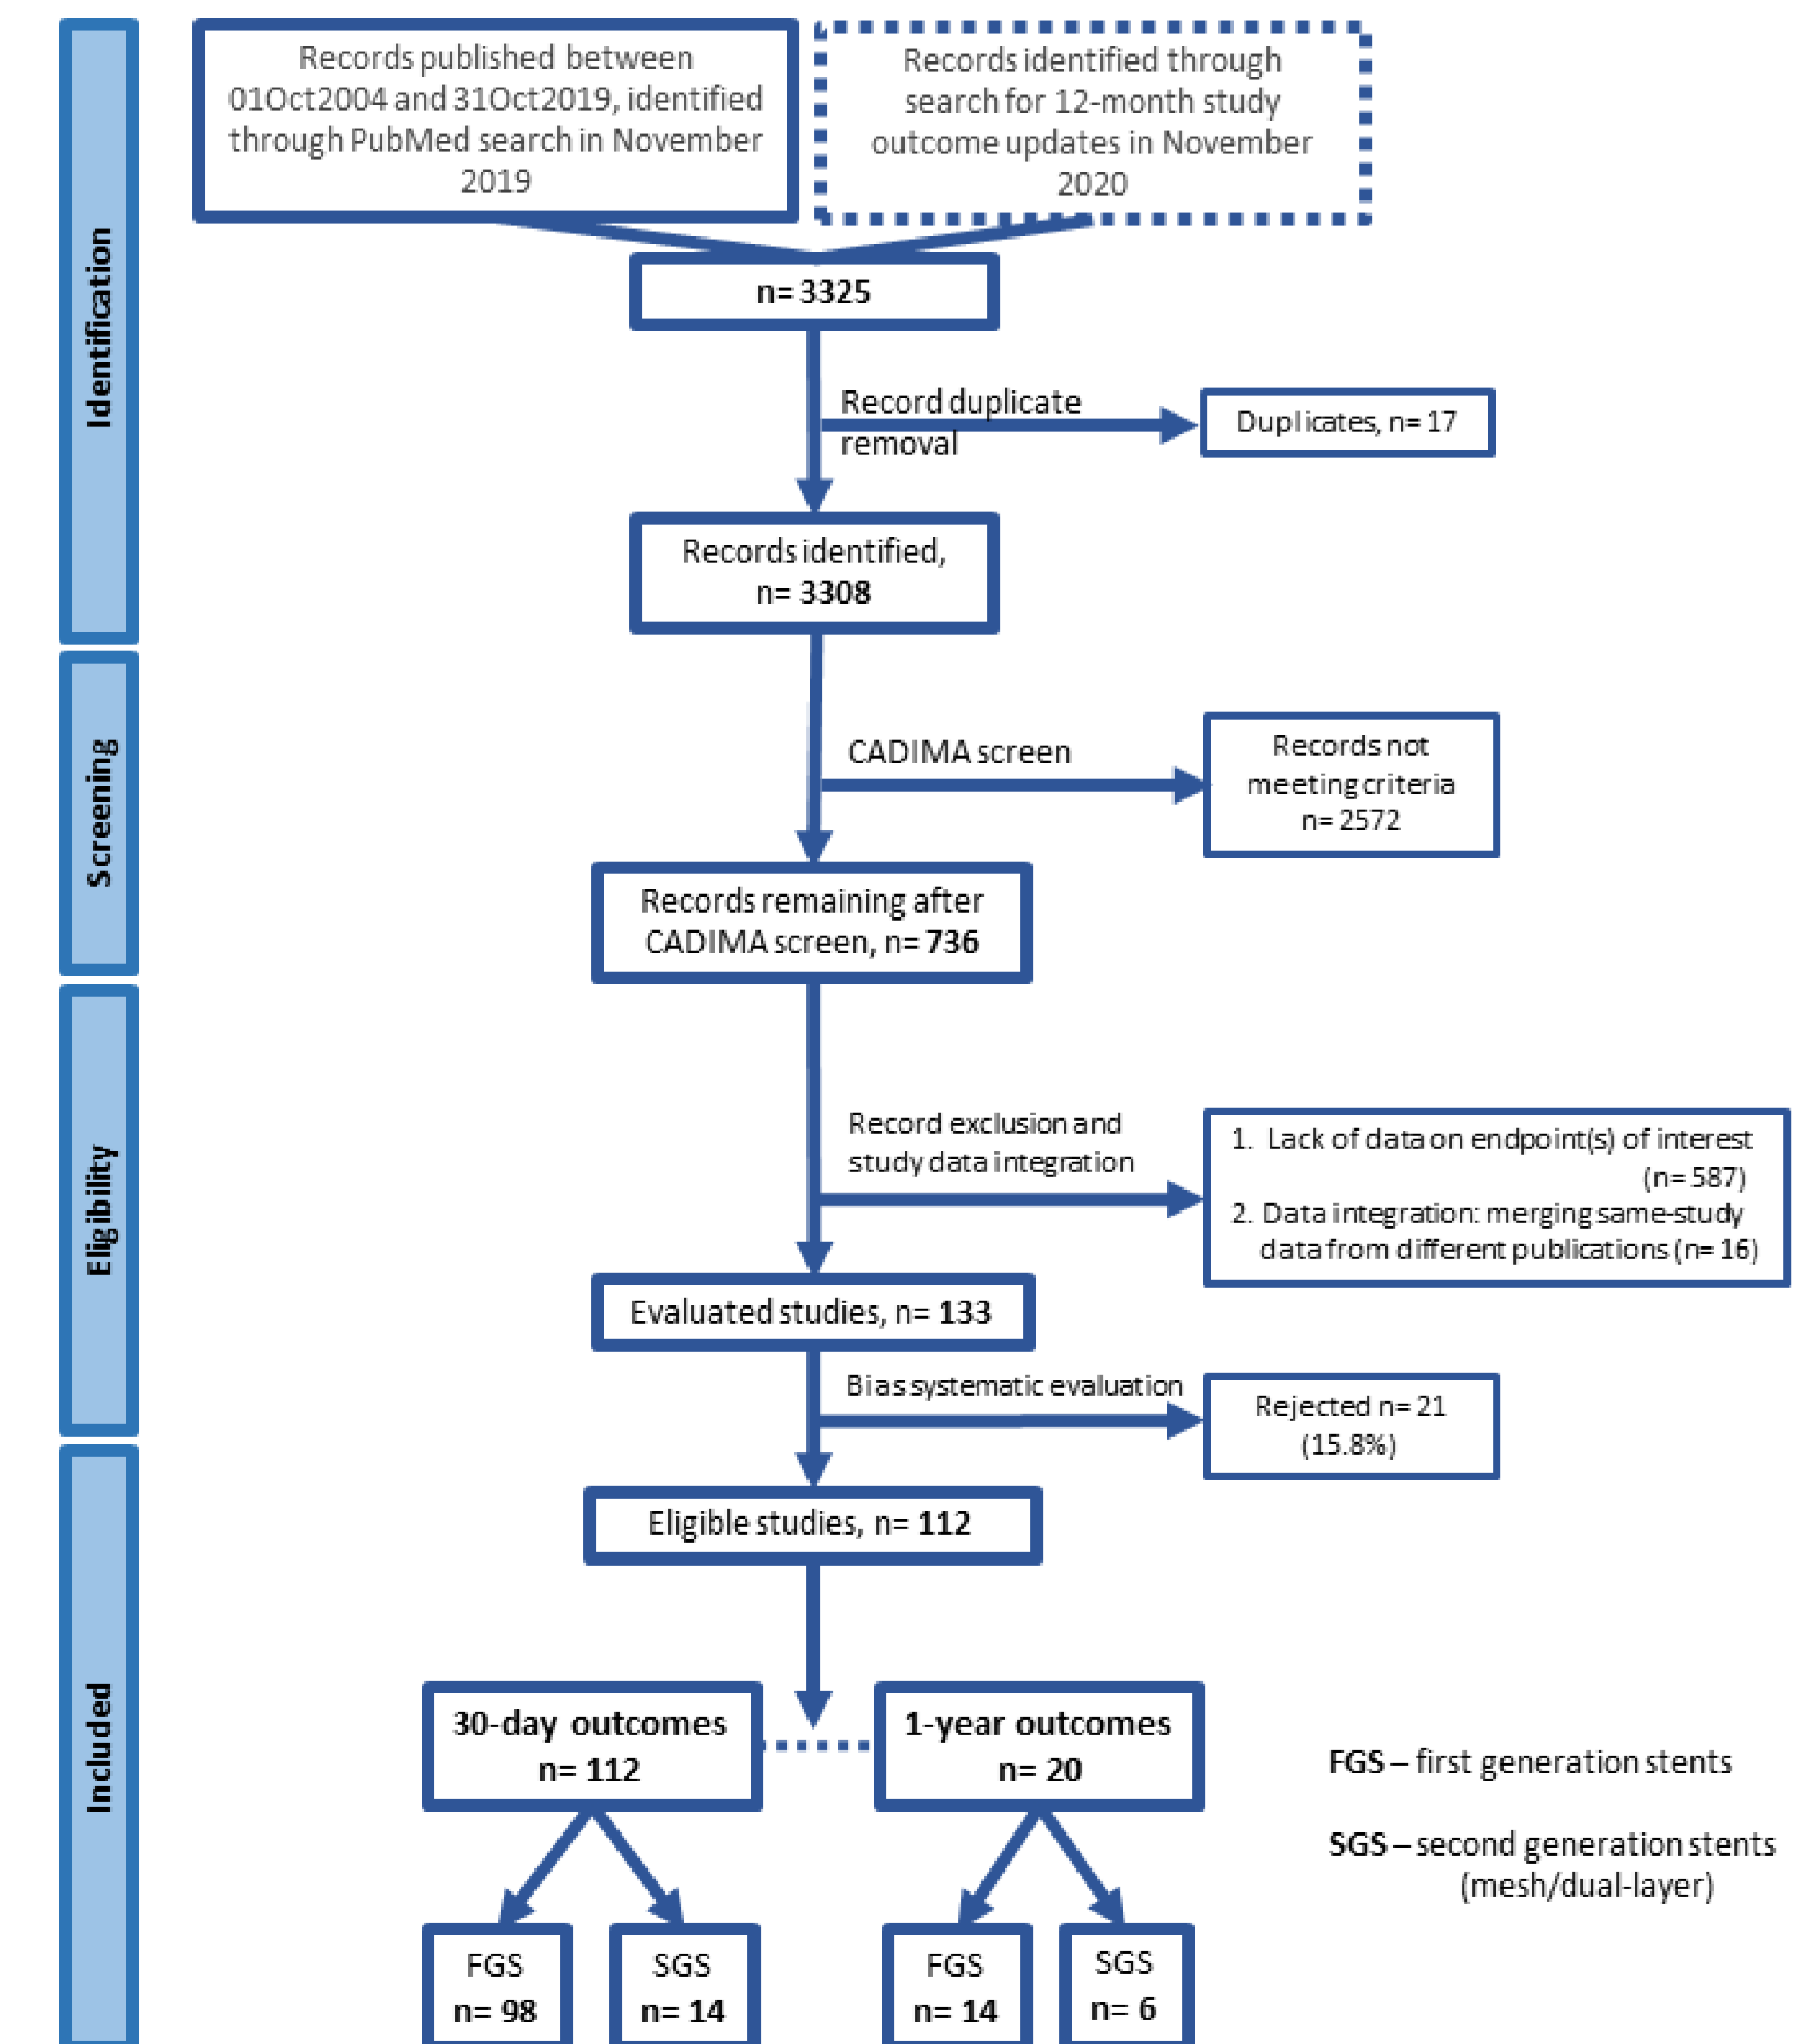 Identification
Records published between
01Oct2004 and 31Oct2019, identified
through PubMed search in November
2019
Records identified through
search for 12-month study
outcome updates in November
2020
n= 3325
Record duplicate
removal
Duplicates, n= 17
Records identified,
n= 3308
Screening
CADIMA screen
Records not
meeting criteria
n= 2572
Records remaining after
CADIMA screen, n= 736
Eligibility
Record exclusion and
study data integration
1. Lack of data on endpoint(s) of interest
(n= 587)
2. Data integration: merging same-study
data from different publications (n= 16)
Evaluated studies, n= 133
Bias systematic evaluation
Rejected n= 21
(15.8%)
Included
Eligible studies, n= 112
30-day outcomes
n= 112
1-year outcomes
n= 20
FGS – first generation stents
SGS – second generation stents
(mesh/dual-layer)
FGS
n= 98
SGS
n= 14
FGS
n= 14
SGS
n= 6